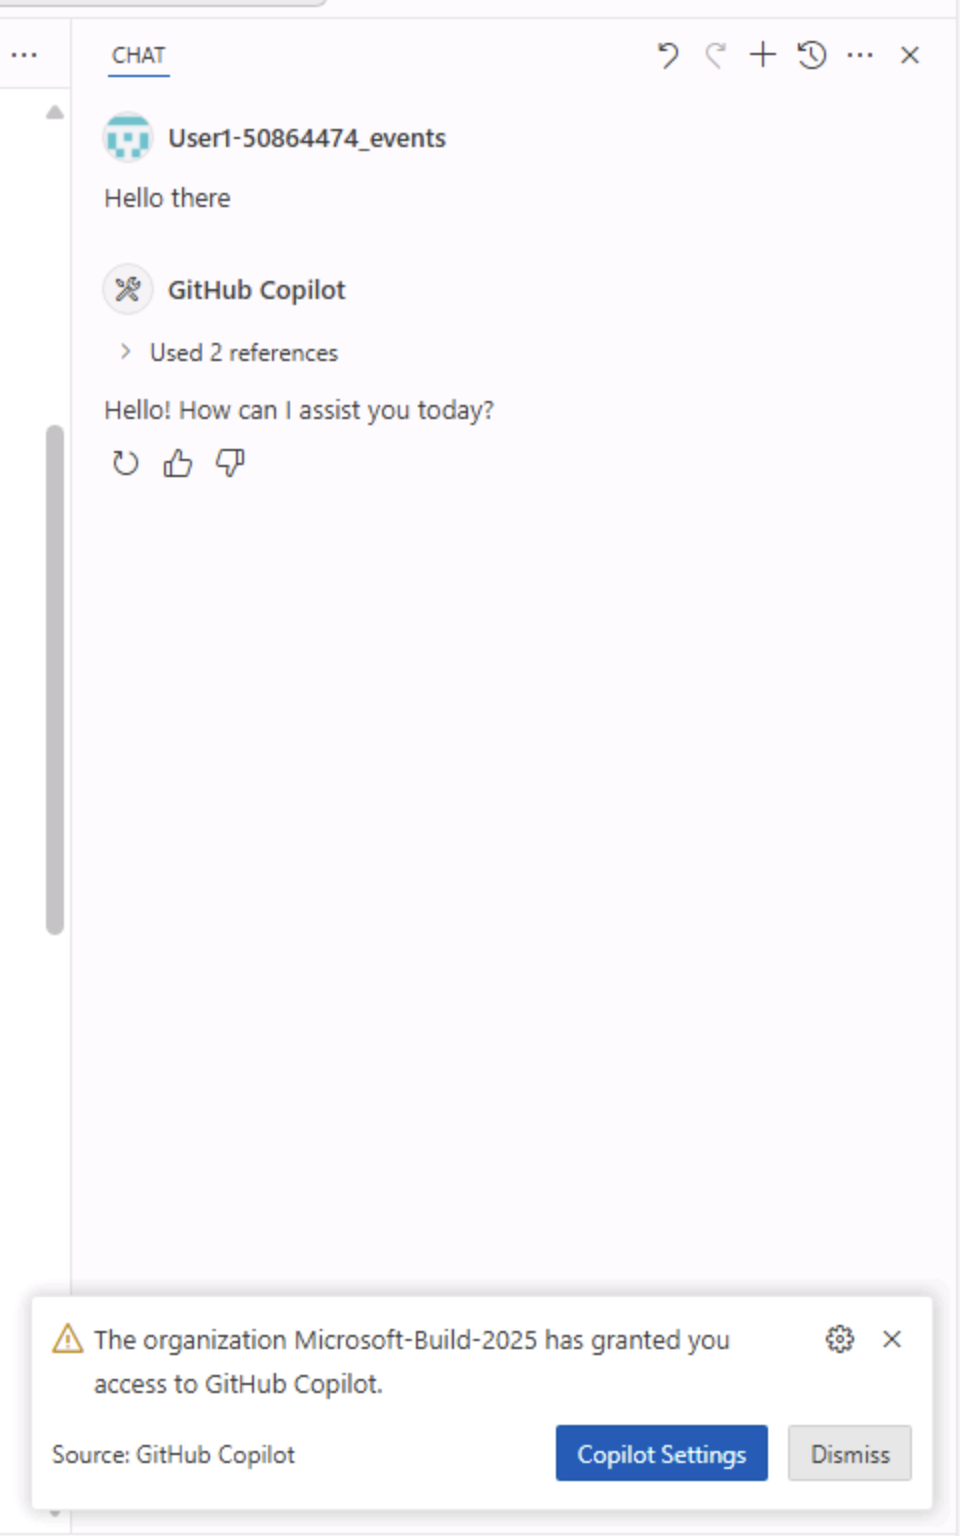 CHAT
User1-50864474_events
Hello there
GitHub Copilot
Used 2 references
Hello! How can I assist you today?
The organization Microsoft-Build-2025 has granted you
access to GitHub Copilot.
Source: GitHub Copilot
Copilot Settings
Dismiss